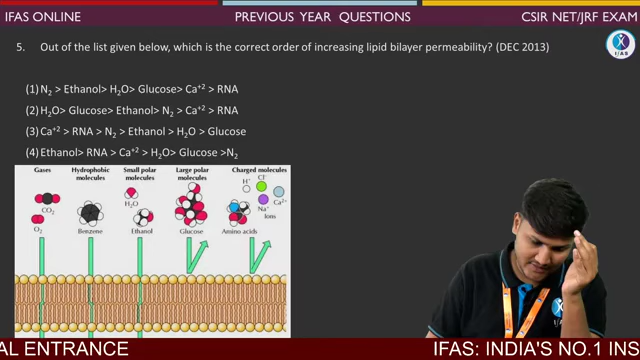 IFAS ONLINE PREVIOUS YEAR QUESTIONS CSIR NET/JRF EXAM
5. Out of the list given below, which is the correct order of increasing lipid bilayer permeability? (DEC 2013)
iFAS
(1) N₂ > Ethanol> H₂O> Glucose> Ca⁺² > RNA
(2) H₂O> Glucose> Ethanol> N₂ > Ca⁺² > RNA
(3) Ca⁺² > RNA > N₂ > Ethanol > H₂O > Glucose
(4) Ethanol> RNA > Ca⁺² > H₂O> Glucose >N₂
Gases Hydrophobic molecules Small polar molecules Large polar molecules Charged molecules
H⁺ Cl⁻
CO₂ H₂O Na⁺ Ca²⁺
Ions
O₂ Benzene Ethanol Glucose Amino acids
AL ENTRANCE IFAS: INDIA'S NO.1 INS